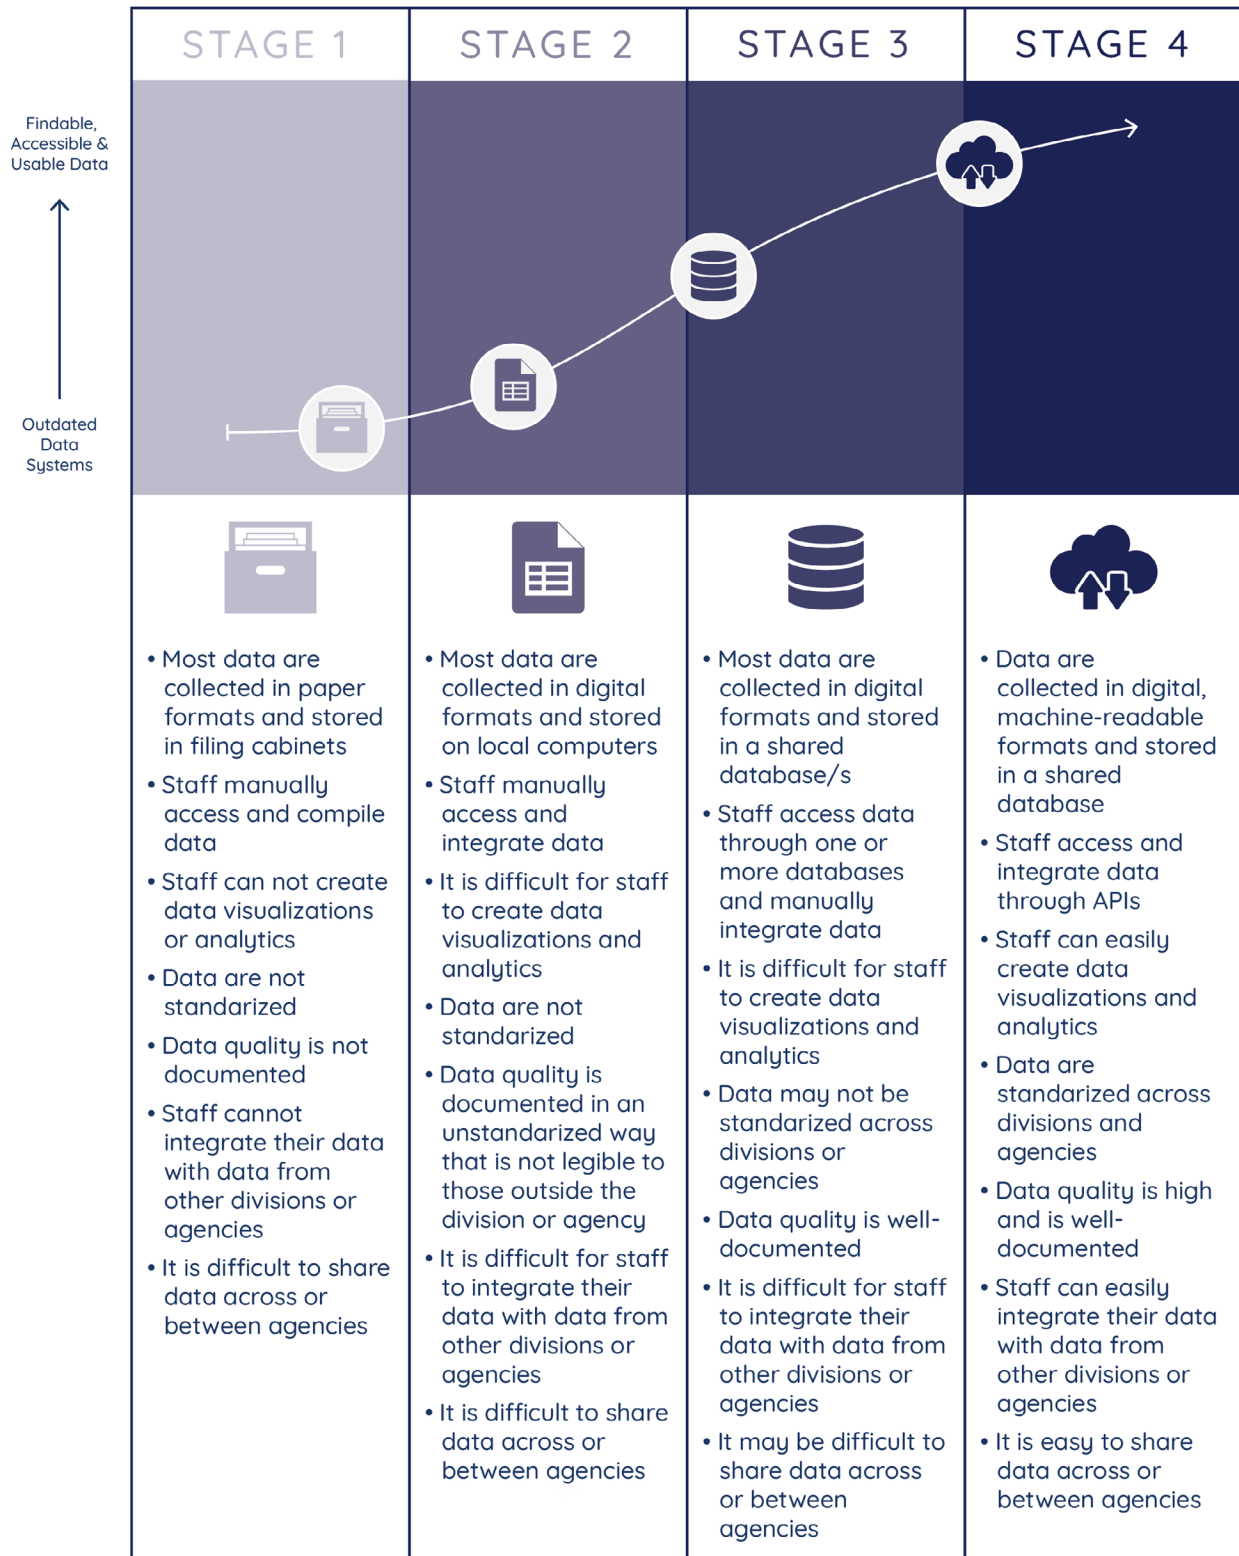 STAGE 1
STAGE 2
STAGE 3
STAGE 4
Findable,
Accessible &
Usable Data
Outdated
Data
Systems
• Most data are
collected in paper
formats and stored
in filing cabinets
• Staff manually
access and compile
data
• Staff can not create
data visualizations
or analytics
• Data are not
standarized
• Data quality is not
documented
• Staff cannot
integrate their data
with data from
other divisions or
agencies
• It is difficult to share
data across or
between agencies
• Most data are
collected in digital
formats and stored
on local computers
• Staff manually
access and
integrate data
• It is difficult for staff
to create data
visualizations and
analytics
• Data are not
standarized
• Data quality is
documented in an
unstandarized way
that is not legible to
those outside the
division or agency
• It is difficult for staff
to integrate their
data with data from
other divisions or
agencies
• It is difficult to share
data across or
between agencies
• Most data are
collected in digital
formats and stored
in a shared
database/s
• Staff access data
through one or
more databases
and manually
integrate data
• It is difficult for staff
to create data
visualizations and
analytics
• Data may not be
standarized across
divisions or
agencies
• Data quality is well-
documented
• It is difficult for staff
to integrate their
data with data from
other divisions or
agencies
• It may be difficult to
share data across
or between
agencies
• Data are
collected in digital,
machine-readable
formats and stored
in a shared
database
• Staff access and
integrate data
through APIs
• Staff can easily
create data
visualizations and
analytics
• Data are
standarized across
divisions and
agencies
• Data quality is high
and is well-
documented
• Staff can easily
integrate their data
with data from
other divisions or
agencies
• It is easy to share
data across or
between agencies